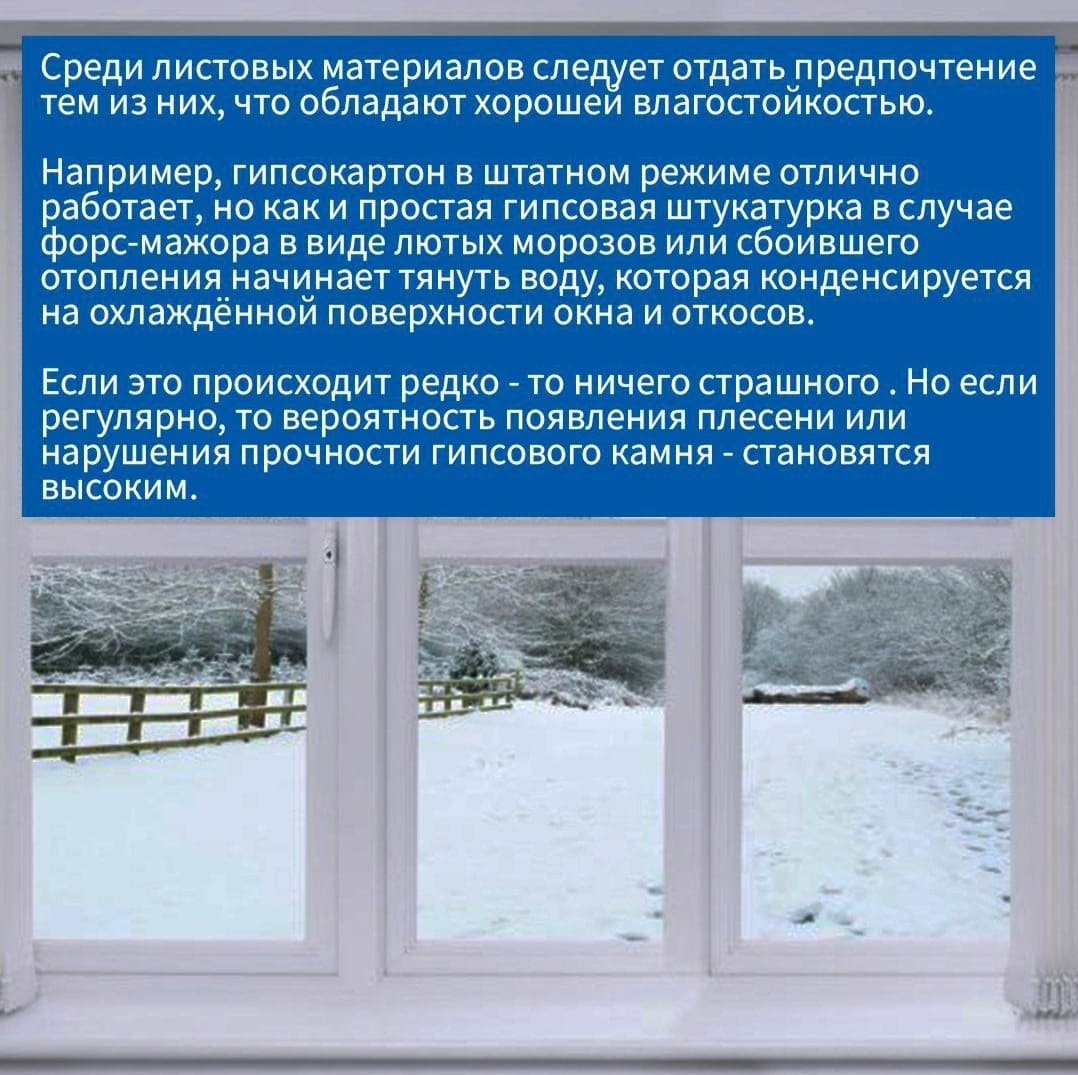 Среди листовых материалов следует отдать предпочтение
тем из них, что обладают хорошей влагостойкостью.
Например, гипсокартон в штатном режиме отлично
работает, но как и простая гипсовая штукатурка в случае
форс-мажора в виде лютых морозов или сбоившего
отопления начинает тянуть воду, которая конденсируется
на охлаждённой поверхности окна и откосов.
Если это происходит редко - то ничего страшного . Но если
регулярно, то вероятность появления плесени или
нарушения прочности гипсового камня - становятся
высоким.